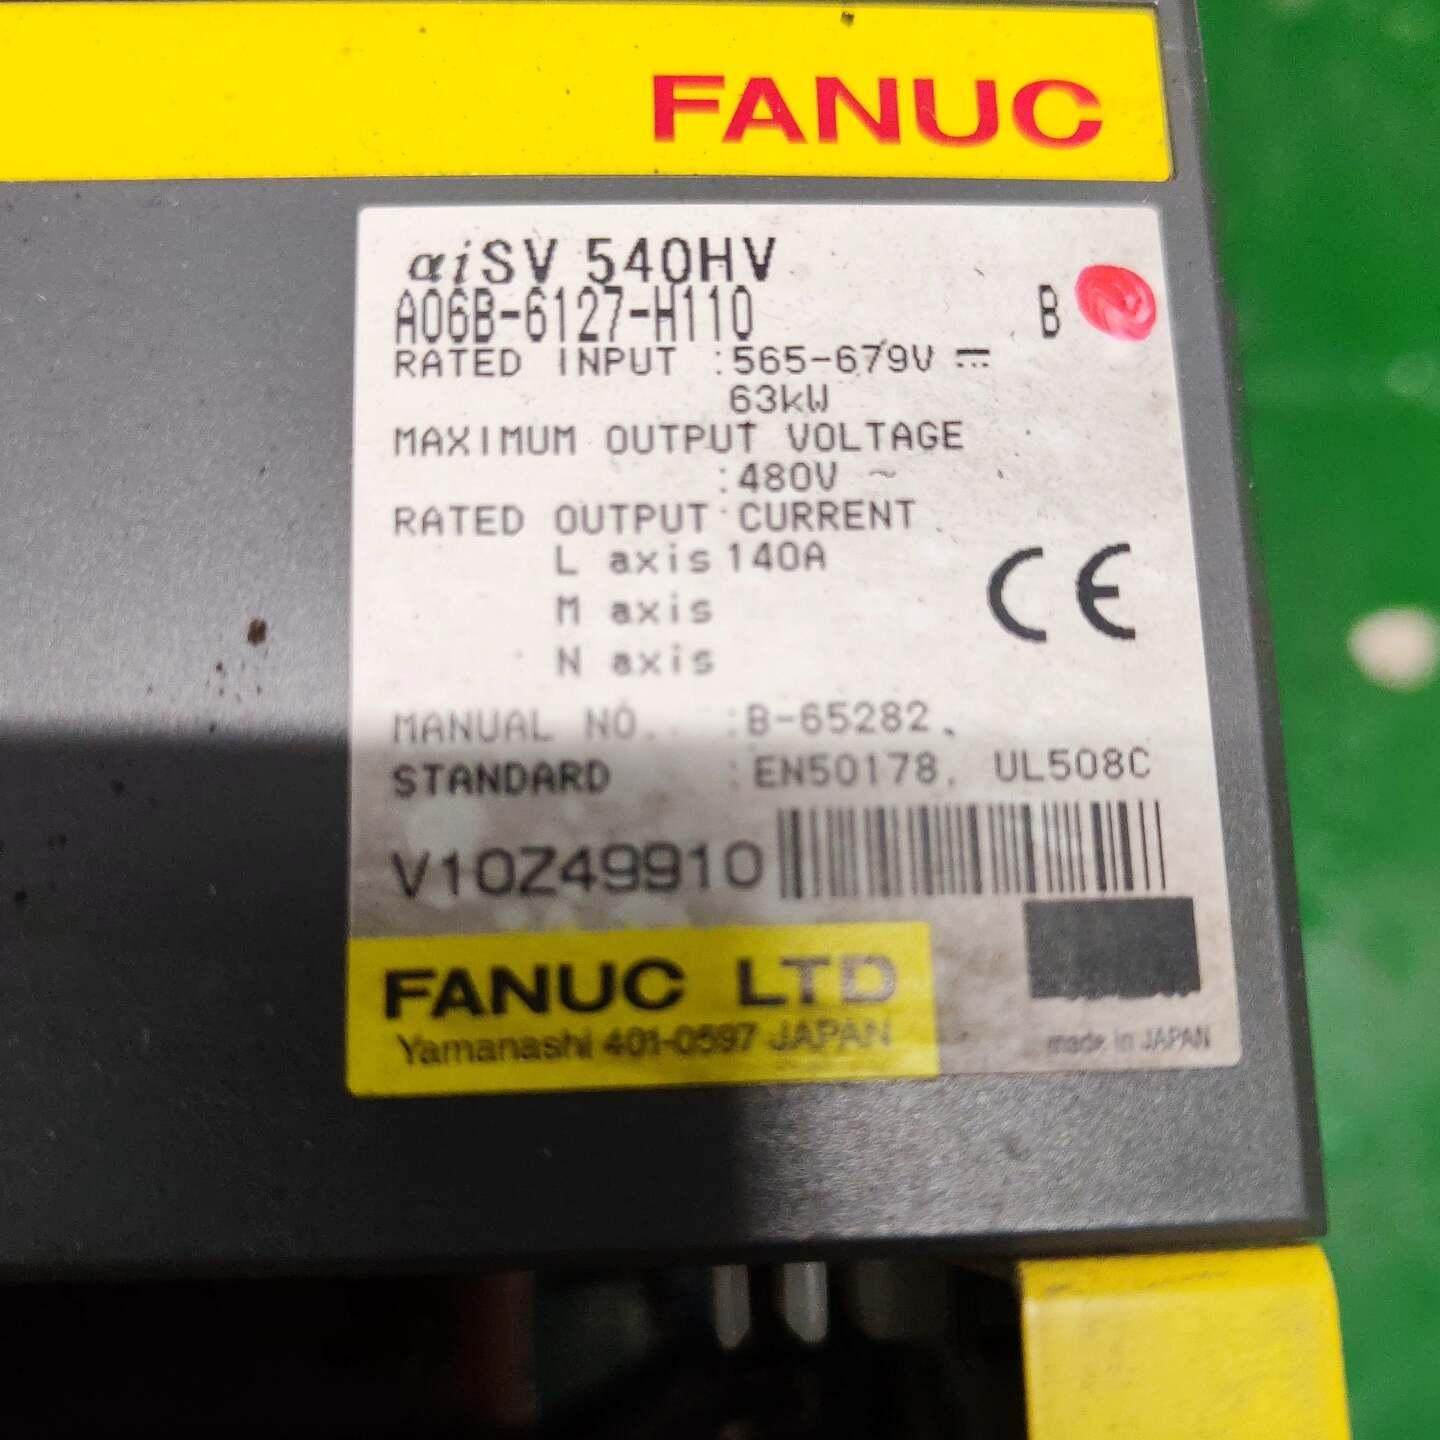 FANUC
αiSV 540HV
A06B-6127-H110 B
RATED INPUT :565-679V ⎓
63kW
MAXIMUM OUTPUT VOLTAGE
:480V ~
RATED OUTPUT CURRENT
L axis 140A
M axis
N axis
MANUAL NO. :B-65282,
STANDARD :EN50178, UL508C
V10Z49910
FANUC LTD
Yamanashi 401-0597 JAPAN
made in JAPAN
CE